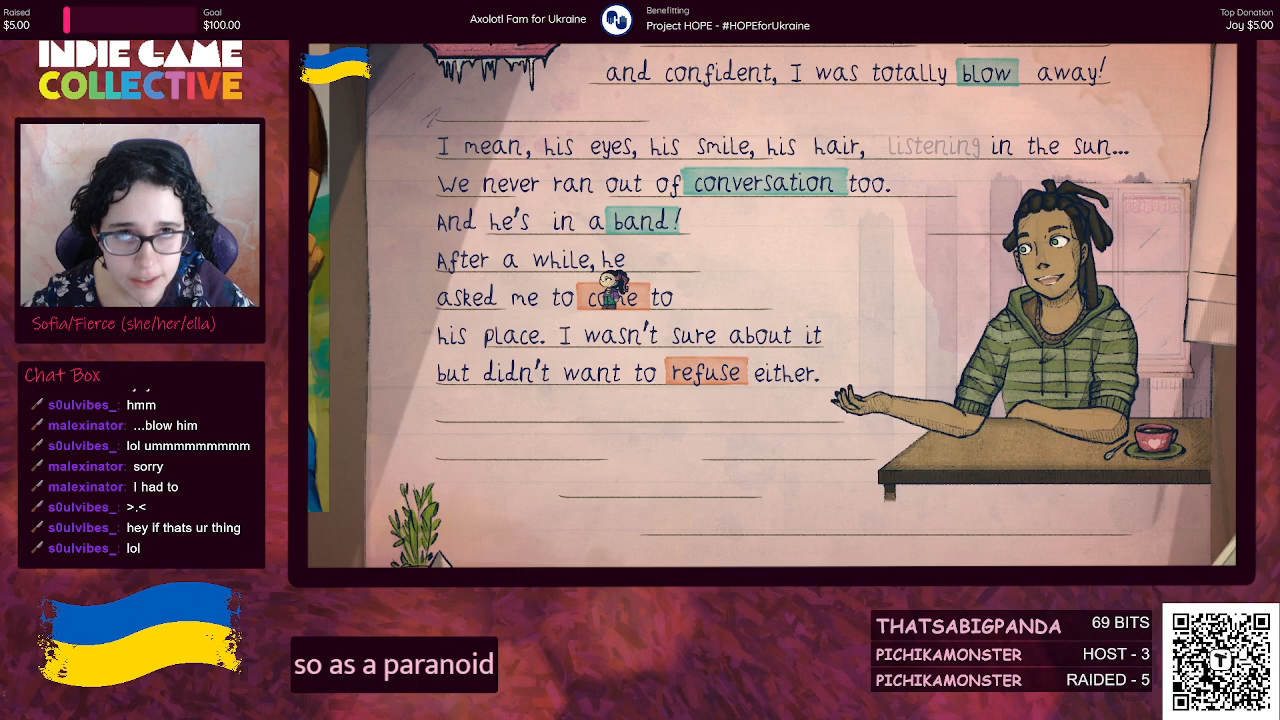 Raised
$5.00
Goal
$100.00
Axolotl Fam for Ukraine
Benefitting
Project HOPE - #HOPEforUkraine
Top Donation
Joy $5.00
INDIE GAME
COLLECTIVE
Sofia/Fierce (she/her/ella)
Chat Box
s0ulvibes_: hmm
malexinator: ...blow him
s0ulvibes_: lol ummmmmmmmm
malexinator: sorry
malexinator: I had to
s0ulvibes_: >.<
s0ulvibes_: hey if thats ur thing
s0ulvibes_: lol
and confident, I was totally blow away!
I mean, his eyes, his smile, his hair, listening in the sun...
We never ran out of conversation too.
And he's in a band!
After a while, he
asked me to to
his place. I wasn't sure about it
but didn't want to refuse either.
so as a paranoid
THATSABIGPANDA 69 BITS
PICHIKAMONSTER HOST - 3
PICHIKAMONSTER RAIDED - 5
T